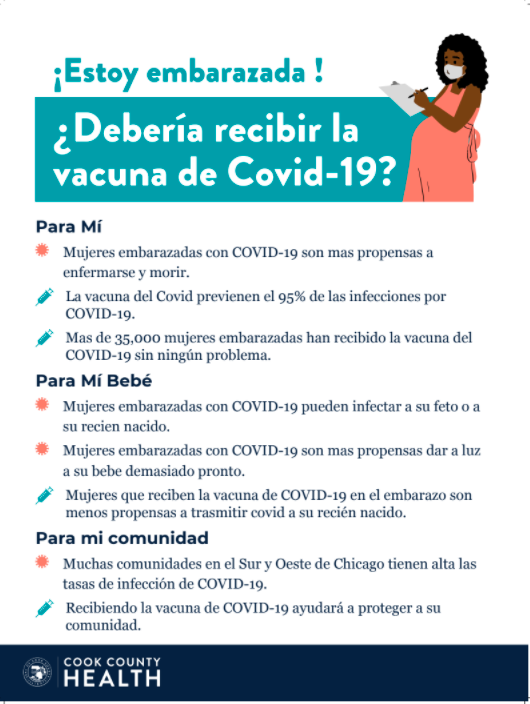 ¡Estoy embarazada !
¿Debería recibir la
vacuna de Covid-19?
Para Mí
Mujeres embarazadas con COVID-19 son mas propensas a
enfermarse y morir.
La vacuna del Covid previenen el 95% de las infecciones por
COVID-19.
Mas de 35,000 mujeres embarazadas han recibido la vacuna del
COVID-19 sin ningún problema.
Para Mí Bebé
Mujeres embarazadas con COVID-19 pueden infectar a su feto o a
su recien nacido.
Mujeres embarazadas con COVID-19 son mas propensas dar a luz
a su bebe demasiado pronto.
Mujeres que reciben la vacuna de COVID-19 en el embarazo son
menos propensas a trasmitir covid a su recién nacido.
Para mi comunidad
Muchas comunidades en el Sur y Oeste de Chicago tienen alta las
tasas de infección de COVID-19.
Recibiendo la vacuna de COVID-19 ayudará a proteger a su
comunidad.
COOK COUNTY
HEALTH